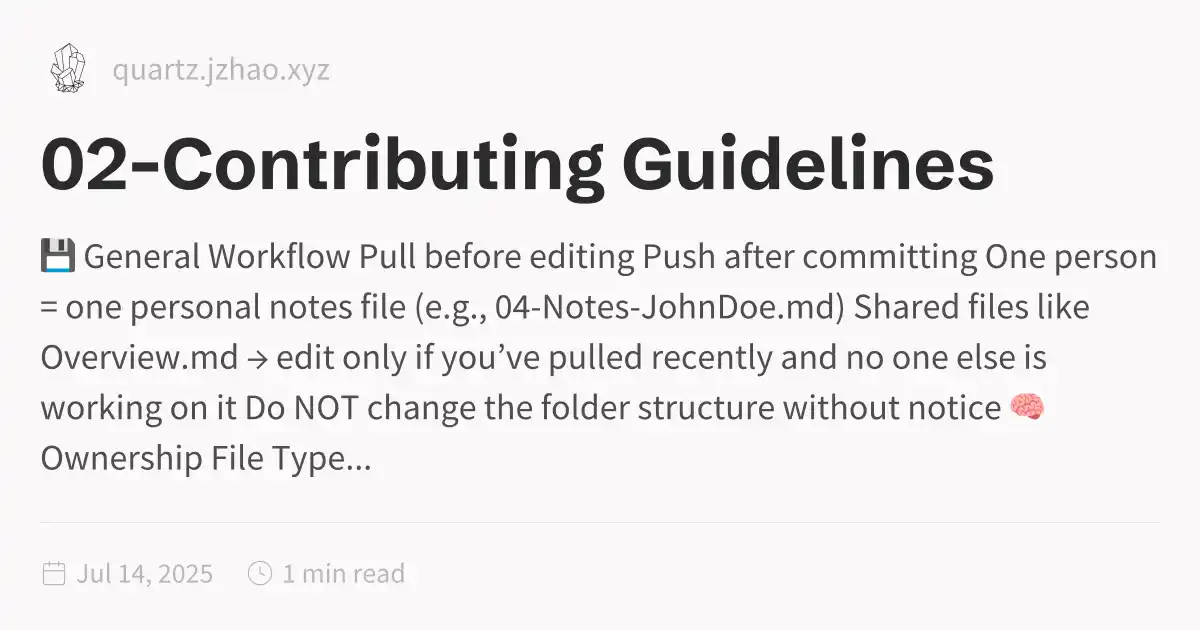 quartz.jzhao.xyz
02-Contributing Guidelines
💾 General Workflow Pull before editing Push after committing One person
= one personal notes file (e.g., 04-Notes-JohnDoe.md) Shared files like
Overview.md → edit only if you’ve pulled recently and no one else is
working on it Do NOT change the folder structure without notice 🧠
Ownership File Type...
Jul 14, 2025 1 min read